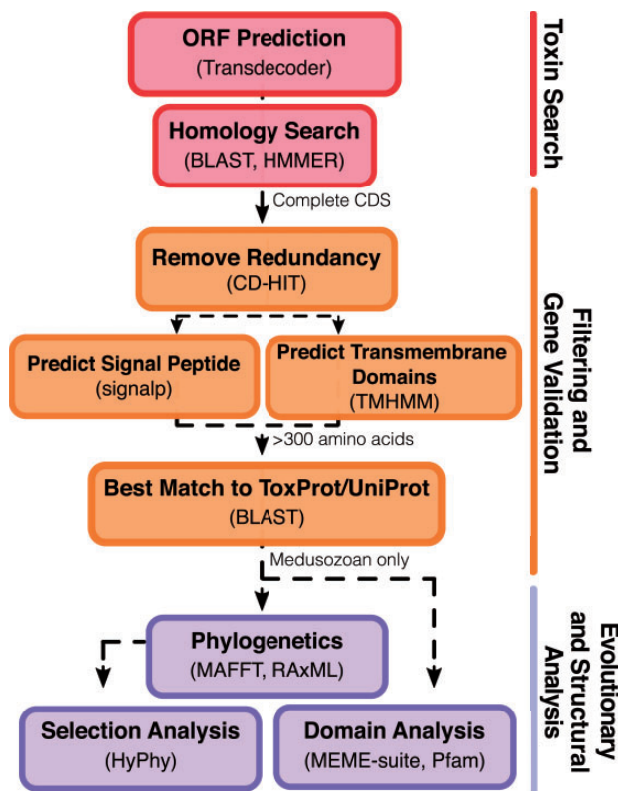 ORF Prediction
(Transdecoder)
Homology Search
(BLAST, HMMER)
Complete CDS
Remove Redundancy
(CD-HIT)
Predict Signal Peptide
(signalp)
Predict Transmembrane
Domains
(TMHMM)
>300 amino acids
Best Match to ToxProt/UniProt
(BLAST)
Medusozoan only
Phylogenetics
(MAFFT, RAxML)
Selection Analysis
(HyPhy)
Domain Analysis
(MEME-suite, Pfam)
Toxin Search
Filtering and
Gene Validation
Evolutionary
and Structural
Analysis